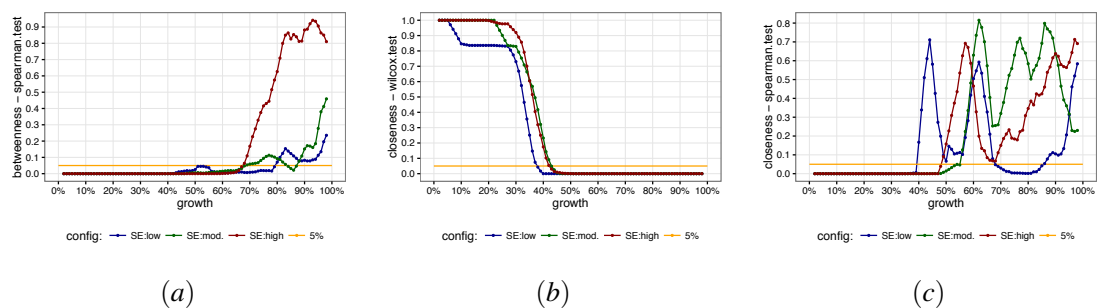 betweenness − spearman.test
0.9
0.8
0.7
0.6
0.5
0.4
0.3
0.2
0.1
0.0
0% 10% 20% 30% 40% 50% 60% 70% 80% 90% 100%
growth
config: SE:low SE:mod. SE:high 5%
(a)
closeness − wilcox.test
1.0
0.9
0.8
0.7
0.6
0.5
0.4
0.3
0.2
0.1
0.0
0% 10% 20% 30% 40% 50% 60% 70% 80% 90% 100%
growth
config: SE:low SE:mod. SE:high 5%
(b)
closeness − spearman.test
0.8
0.7
0.6
0.5
0.4
0.3
0.2
0.1
0.0
0% 10% 20% 30% 40% 50% 60% 70% 80% 90% 100%
growth
config: SE:low SE:mod. SE:high 5%
(c)